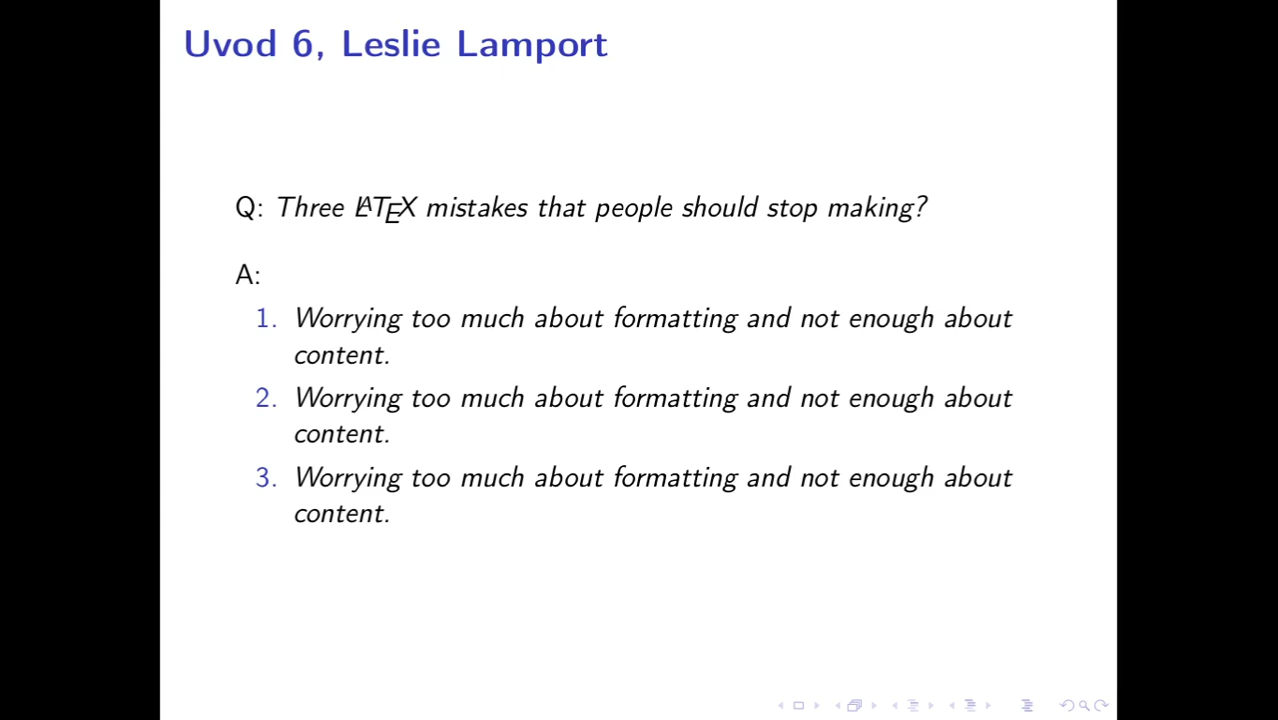 Uvod 6, Leslie Lamport
Q: Three LATEX mistakes that people should stop making?
A:
1. Worrying too much about formatting and not enough about
content.
2. Worrying too much about formatting and not enough about
content.
3. Worrying too much about formatting and not enough about
content.